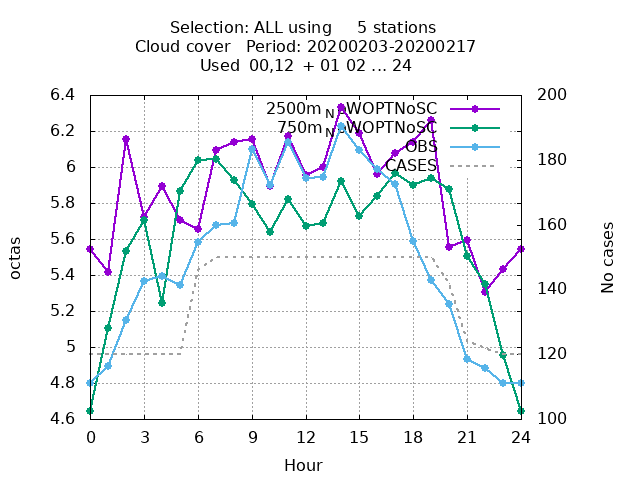 Selection: ALL using 5 stations
Cloud cover Period: 20200203-20200217
Used 00,12 + 01 02 ... 24
2500m_N-WOPTNoSC
750m_N-WOPTNoSC
OBS
CASES
6.4
6.2
6
5.8
5.6
5.4
5.2
5
4.8
4.6
octas
200
180
160
140
120
100
No cases
0 3 6 9 12 15 18 21 24
Hour